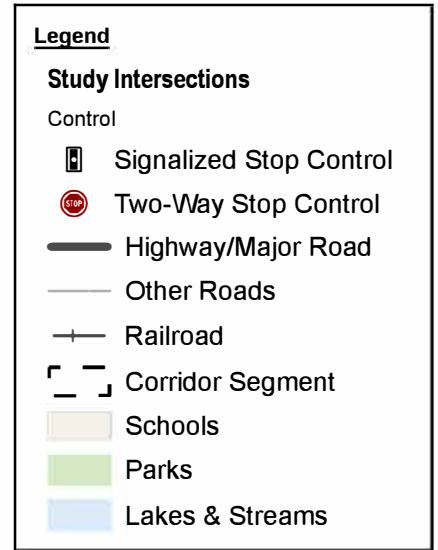 Legend
Study Intersections
Control
Signalized Stop Control
STOP Two-Way Stop Control
Highway/Major Road
Other Roads
Railroad
Corridor Segment
Schools
Parks
Lakes & Streams